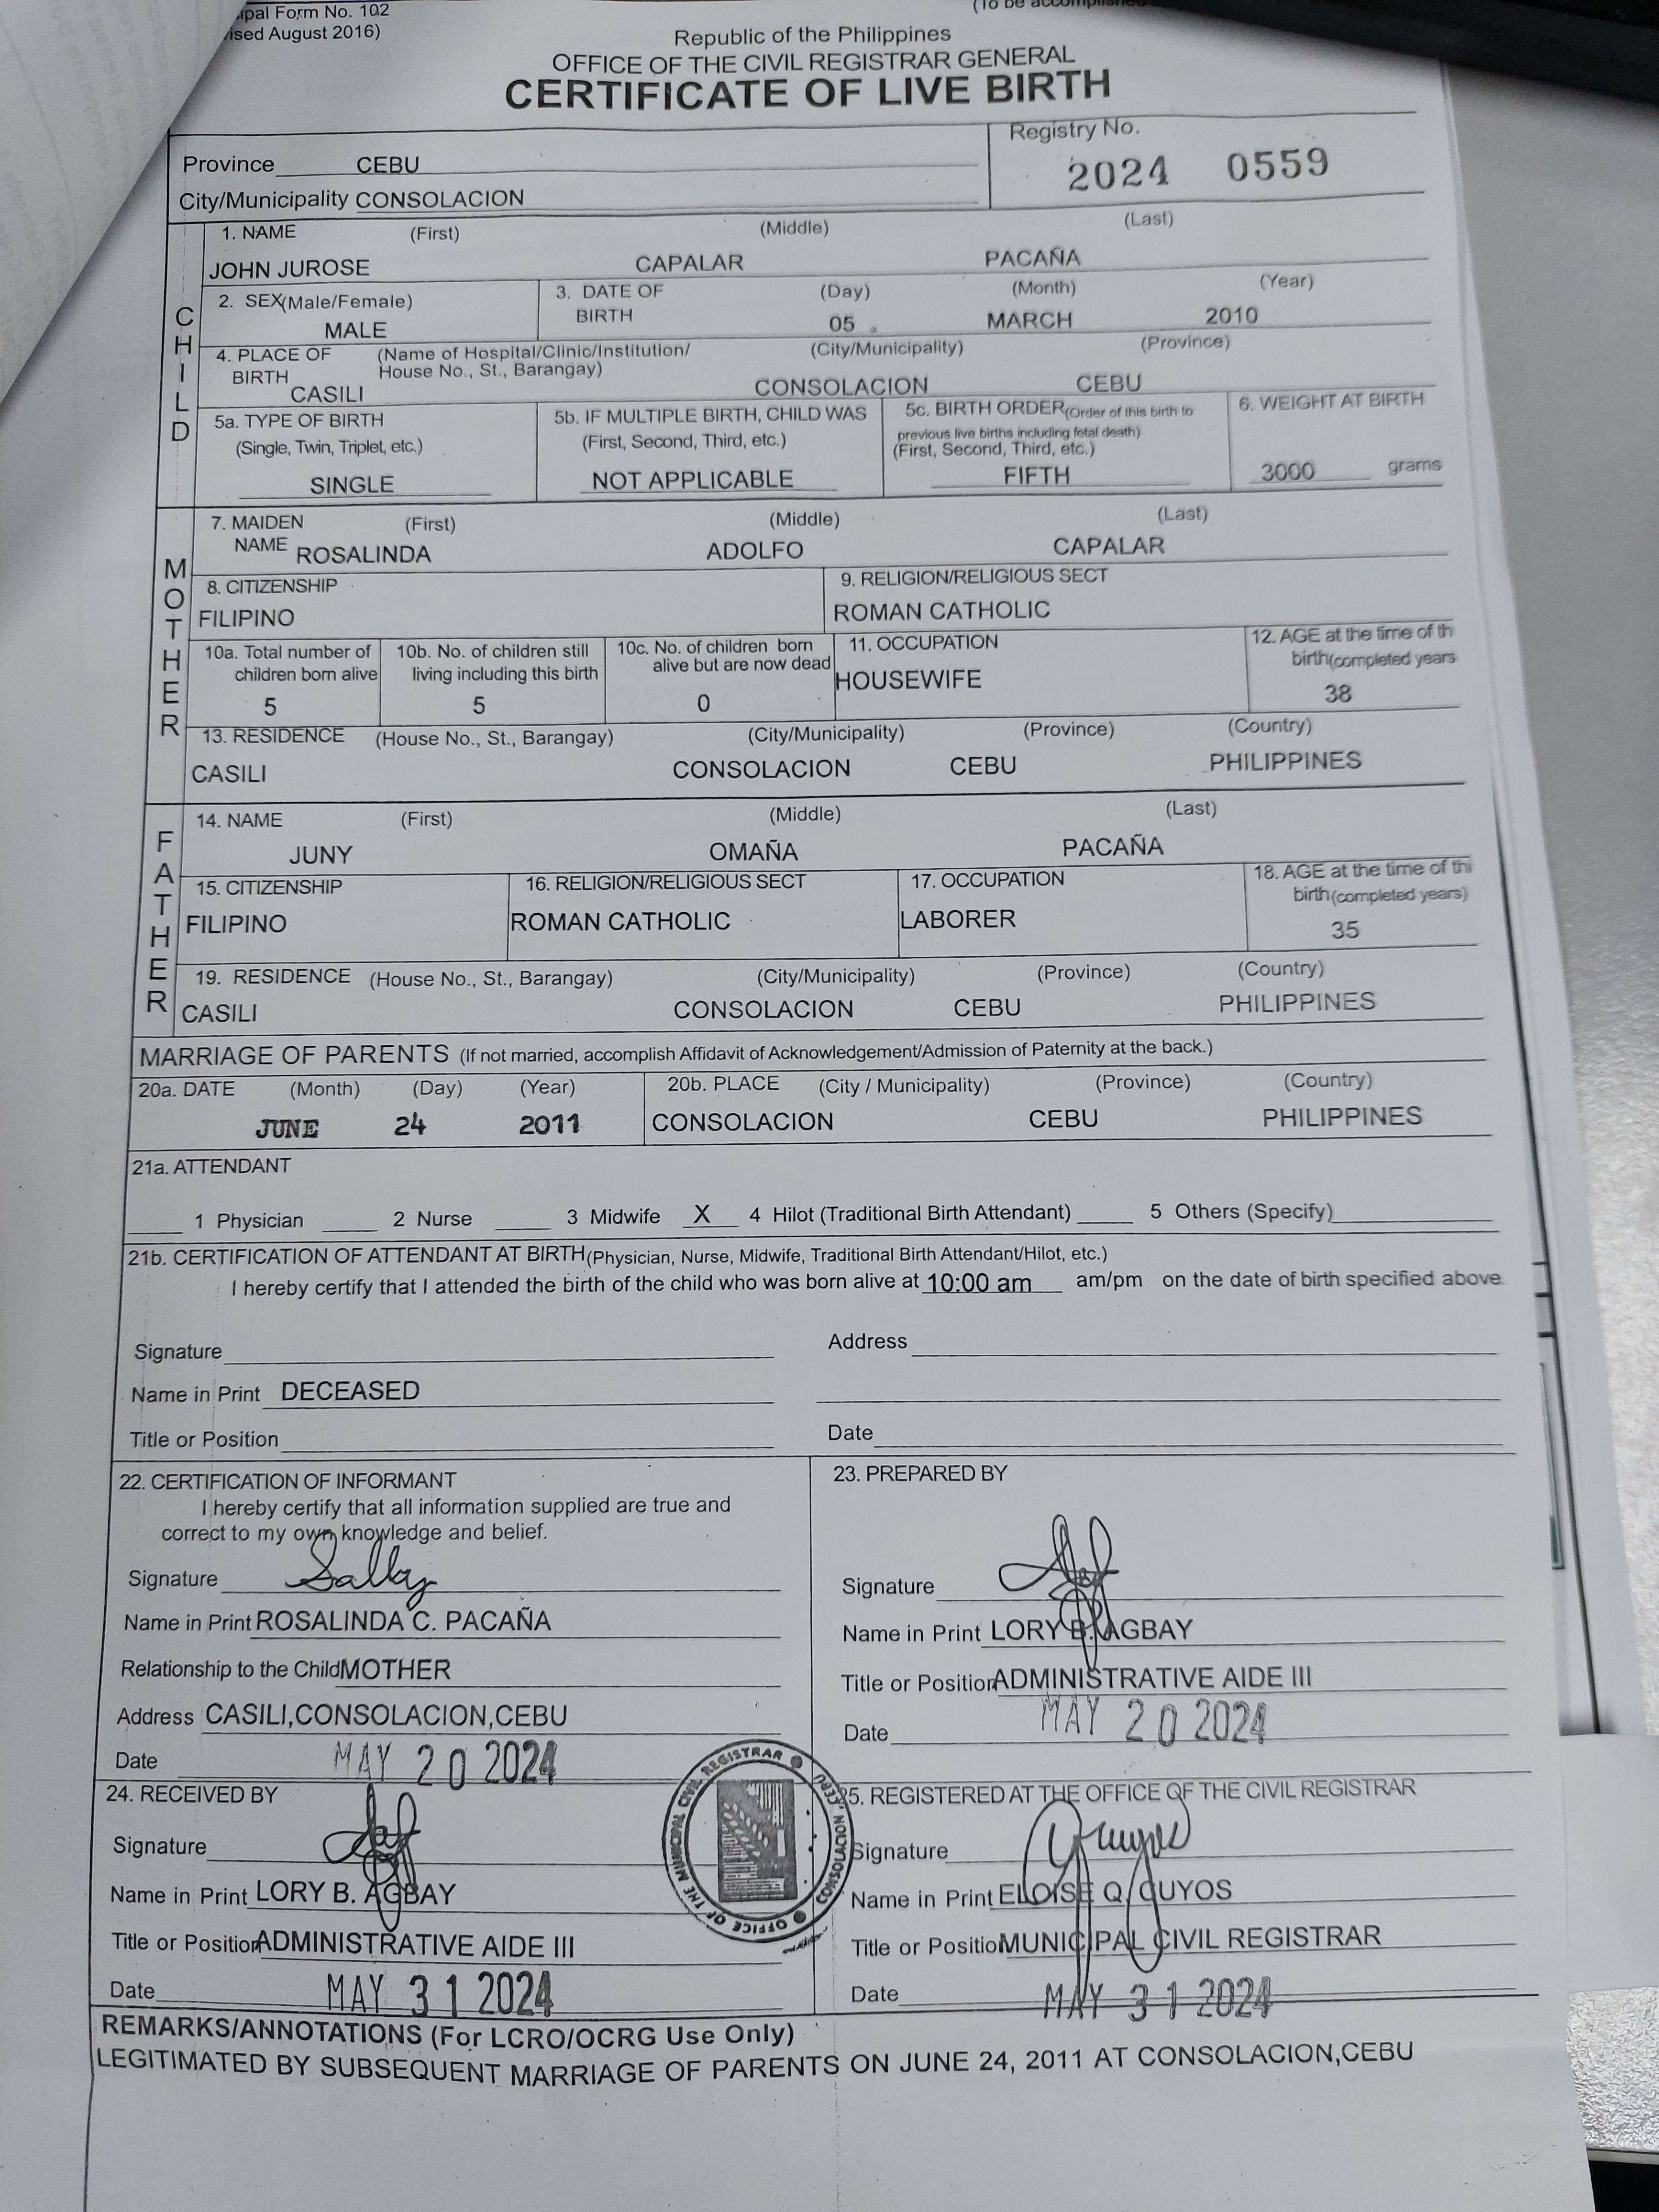 ipal Form No. 102
ised August 2016)
(To be accomplished
Republic of the Philippines
OFFICE OF THE CIVIL REGISTRAR GENERAL
CERTIFICATE OF LIVE BIRTH
Province CEBU
Registry No.
2024 0559
City/Municipality CONSOLACION
CHILD
1. NAME (First) (Middle) (Last)
JOHN JUROSE CAPALAR PACAÑA
2. SEX(Male/Female) 3. DATE OF BIRTH (Day) (Month) (Year)
MALE 05 MARCH 2010
4. PLACE OF BIRTH (Name of Hospital/Clinic/Institution/ House No., St., Barangay) (City/Municipality) (Province)
CASILI CONSOLACION CEBU
5a. TYPE OF BIRTH
(Single, Twin, Triplet, etc.)
SINGLE
5b. IF MULTIPLE BIRTH, CHILD WAS
(First, Second, Third, etc.)
NOT APPLICABLE
5c. BIRTH ORDER(Order of this birth to
previous live births including fetal death)
(First, Second, Third, etc.)
FIFTH
6. WEIGHT AT BIRTH
3000 grams
MOTHER
7. MAIDEN NAME (First) (Middle) (Last)
ROSALINDA ADOLFO CAPALAR
8. CITIZENSHIP
FILIPINO
9. RELIGION/RELIGIOUS SECT
ROMAN CATHOLIC
10a. Total number of
children born alive
5
10b. No. of children still
living including this birth
5
10c. No. of children born
alive but are now dead
0
11. OCCUPATION
HOUSEWIFE
12. AGE at the time of th
birth(completed years
38
13. RESIDENCE (House No., St., Barangay) (City/Municipality) (Province) (Country)
CASILI CONSOLACION CEBU PHILIPPINES
FATHER
14. NAME (First) (Middle) (Last)
JUNY OMAÑA PACAÑA
15. CITIZENSHIP
FILIPINO
16. RELIGION/RELIGIOUS SECT
ROMAN CATHOLIC
17. OCCUPATION
LABORER
18. AGE at the time of thi
birth(completed years)
35
19. RESIDENCE (House No., St., Barangay) (City/Municipality) (Province) (Country)
CASILI CONSOLACION CEBU PHILIPPINES
MARRIAGE OF PARENTS (If not married, accomplish Affidavit of Acknowledgement/Admission of Paternity at the back.)
20a. DATE (Month) (Day) (Year) 20b. PLACE (City / Municipality) (Province) (Country)
JUNE 24 2011 CONSOLACION CEBU PHILIPPINES
21a. ATTENDANT
1 Physician 2 Nurse 3 Midwife X 4 Hilot (Traditional Birth Attendant) 5 Others (Specify)
21b. CERTIFICATION OF ATTENDANT AT BIRTH(Physician, Nurse, Midwife, Traditional Birth Attendant/Hilot, etc.)
I hereby certify that I attended the birth of the child who was born alive at 10:00 am am/pm on the date of birth specified above
Signature Address
Name in Print DECEASED
Title or Position Date
22. CERTIFICATION OF INFORMANT
I hereby certify that all information supplied are true and
correct to my own knowledge and belief.
Signature Sally
Name in Print ROSALINDA C. PACAÑA
Relationship to the Child MOTHER
Address CASILI,CONSOLACION,CEBU
Date MAY 20 2024
23. PREPARED BY
Signature
Name in Print LORY B. AGBAY
Title or Position ADMINISTRATIVE AIDE III
Date MAY 20 2024
24. RECEIVED BY
Signature
Name in Print LORY B. AGBAY
Title or Position ADMINISTRATIVE AIDE III
Date MAY 31 2024
OFFICE OF THE MUNICIPAL CIVIL REGISTRAR
CONSOLACION, CEBU
25. REGISTERED AT THE OFFICE OF THE CIVIL REGISTRAR
Signature
Name in Print ELOISE Q. CUYOS
Title or Position MUNICIPAL CIVIL REGISTRAR
Date MAY 31 2024
REMARKS/ANNOTATIONS (For LCRO/OCRG Use Only)
LEGITIMATED BY SUBSEQUENT MARRIAGE OF PARENTS ON JUNE 24, 2011 AT CONSOLACION,CEBU